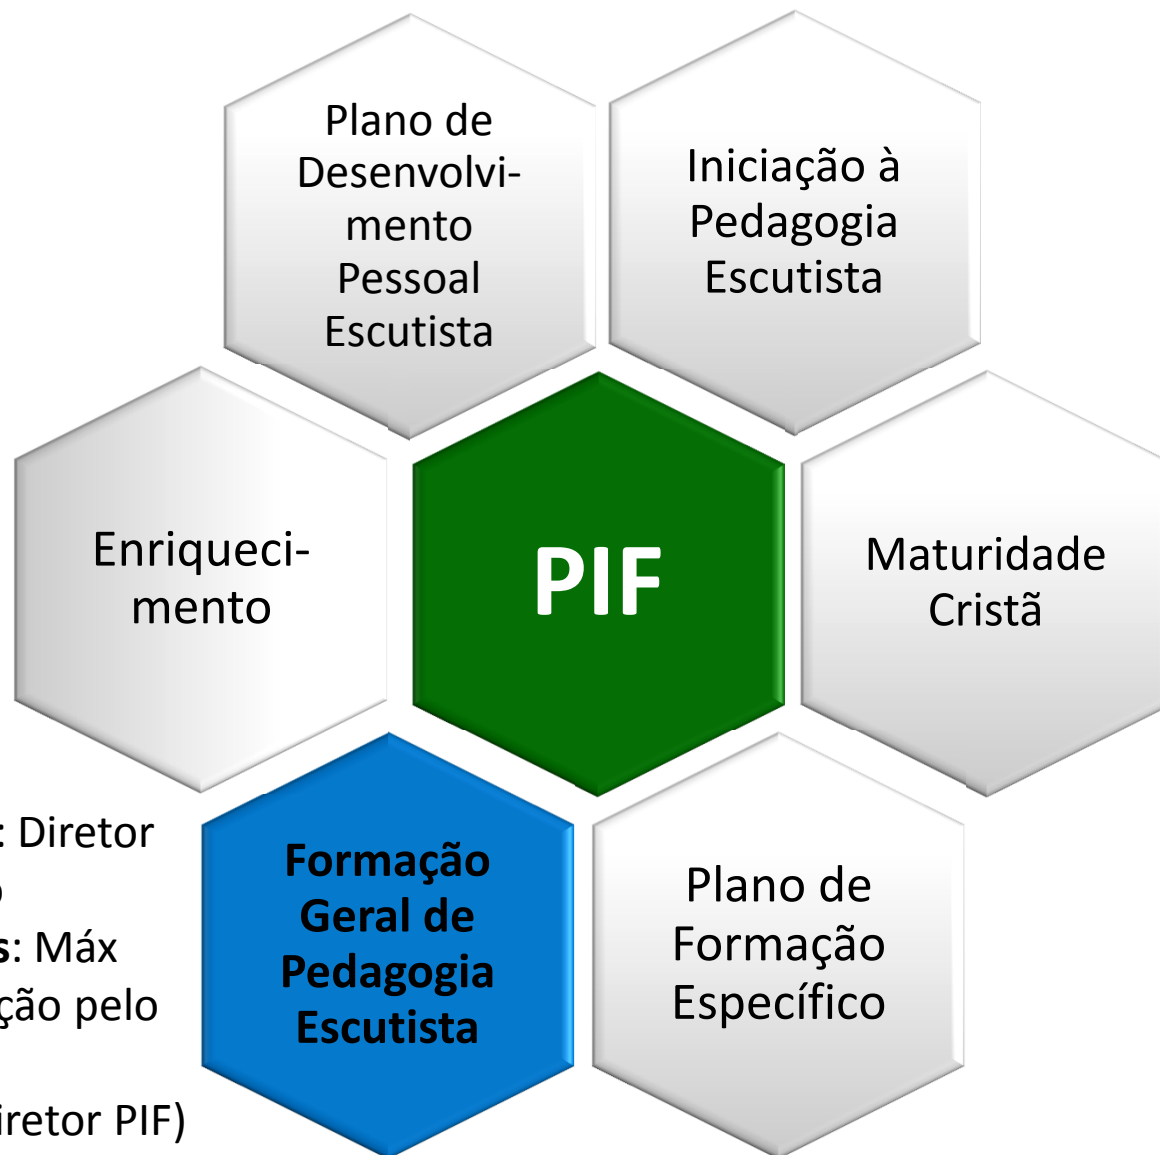 Plano de
Desenvolvi-
mento
Pessoal
Escutista
Iniciação à
Pedagogia
Escutista
Enriqueci-
mento
PIF
Maturidade
Cristã
: Diretor
o
s: Máx
ção pelo
iretor PIF)
Formação
Geral de
Pedagogia
Escutista
Plano de
Formação
Específico